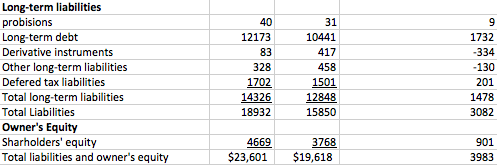 Long-term liabilities
probisions 40 31 9
Long-term debt 12173 10441 1732
Derivative instruments 83 417 -334
Other long-term liabilities 328 458 -130
Defered tax liabilities 1702 1501 201
Total long-term liabilities 14326 12848 1478
Total Liabilities 18932 15850 3082
Owner's Equity
Sharholders' equity 4669 3768 901
Total liabilities and owner's equity $23,601 $19,618 3983